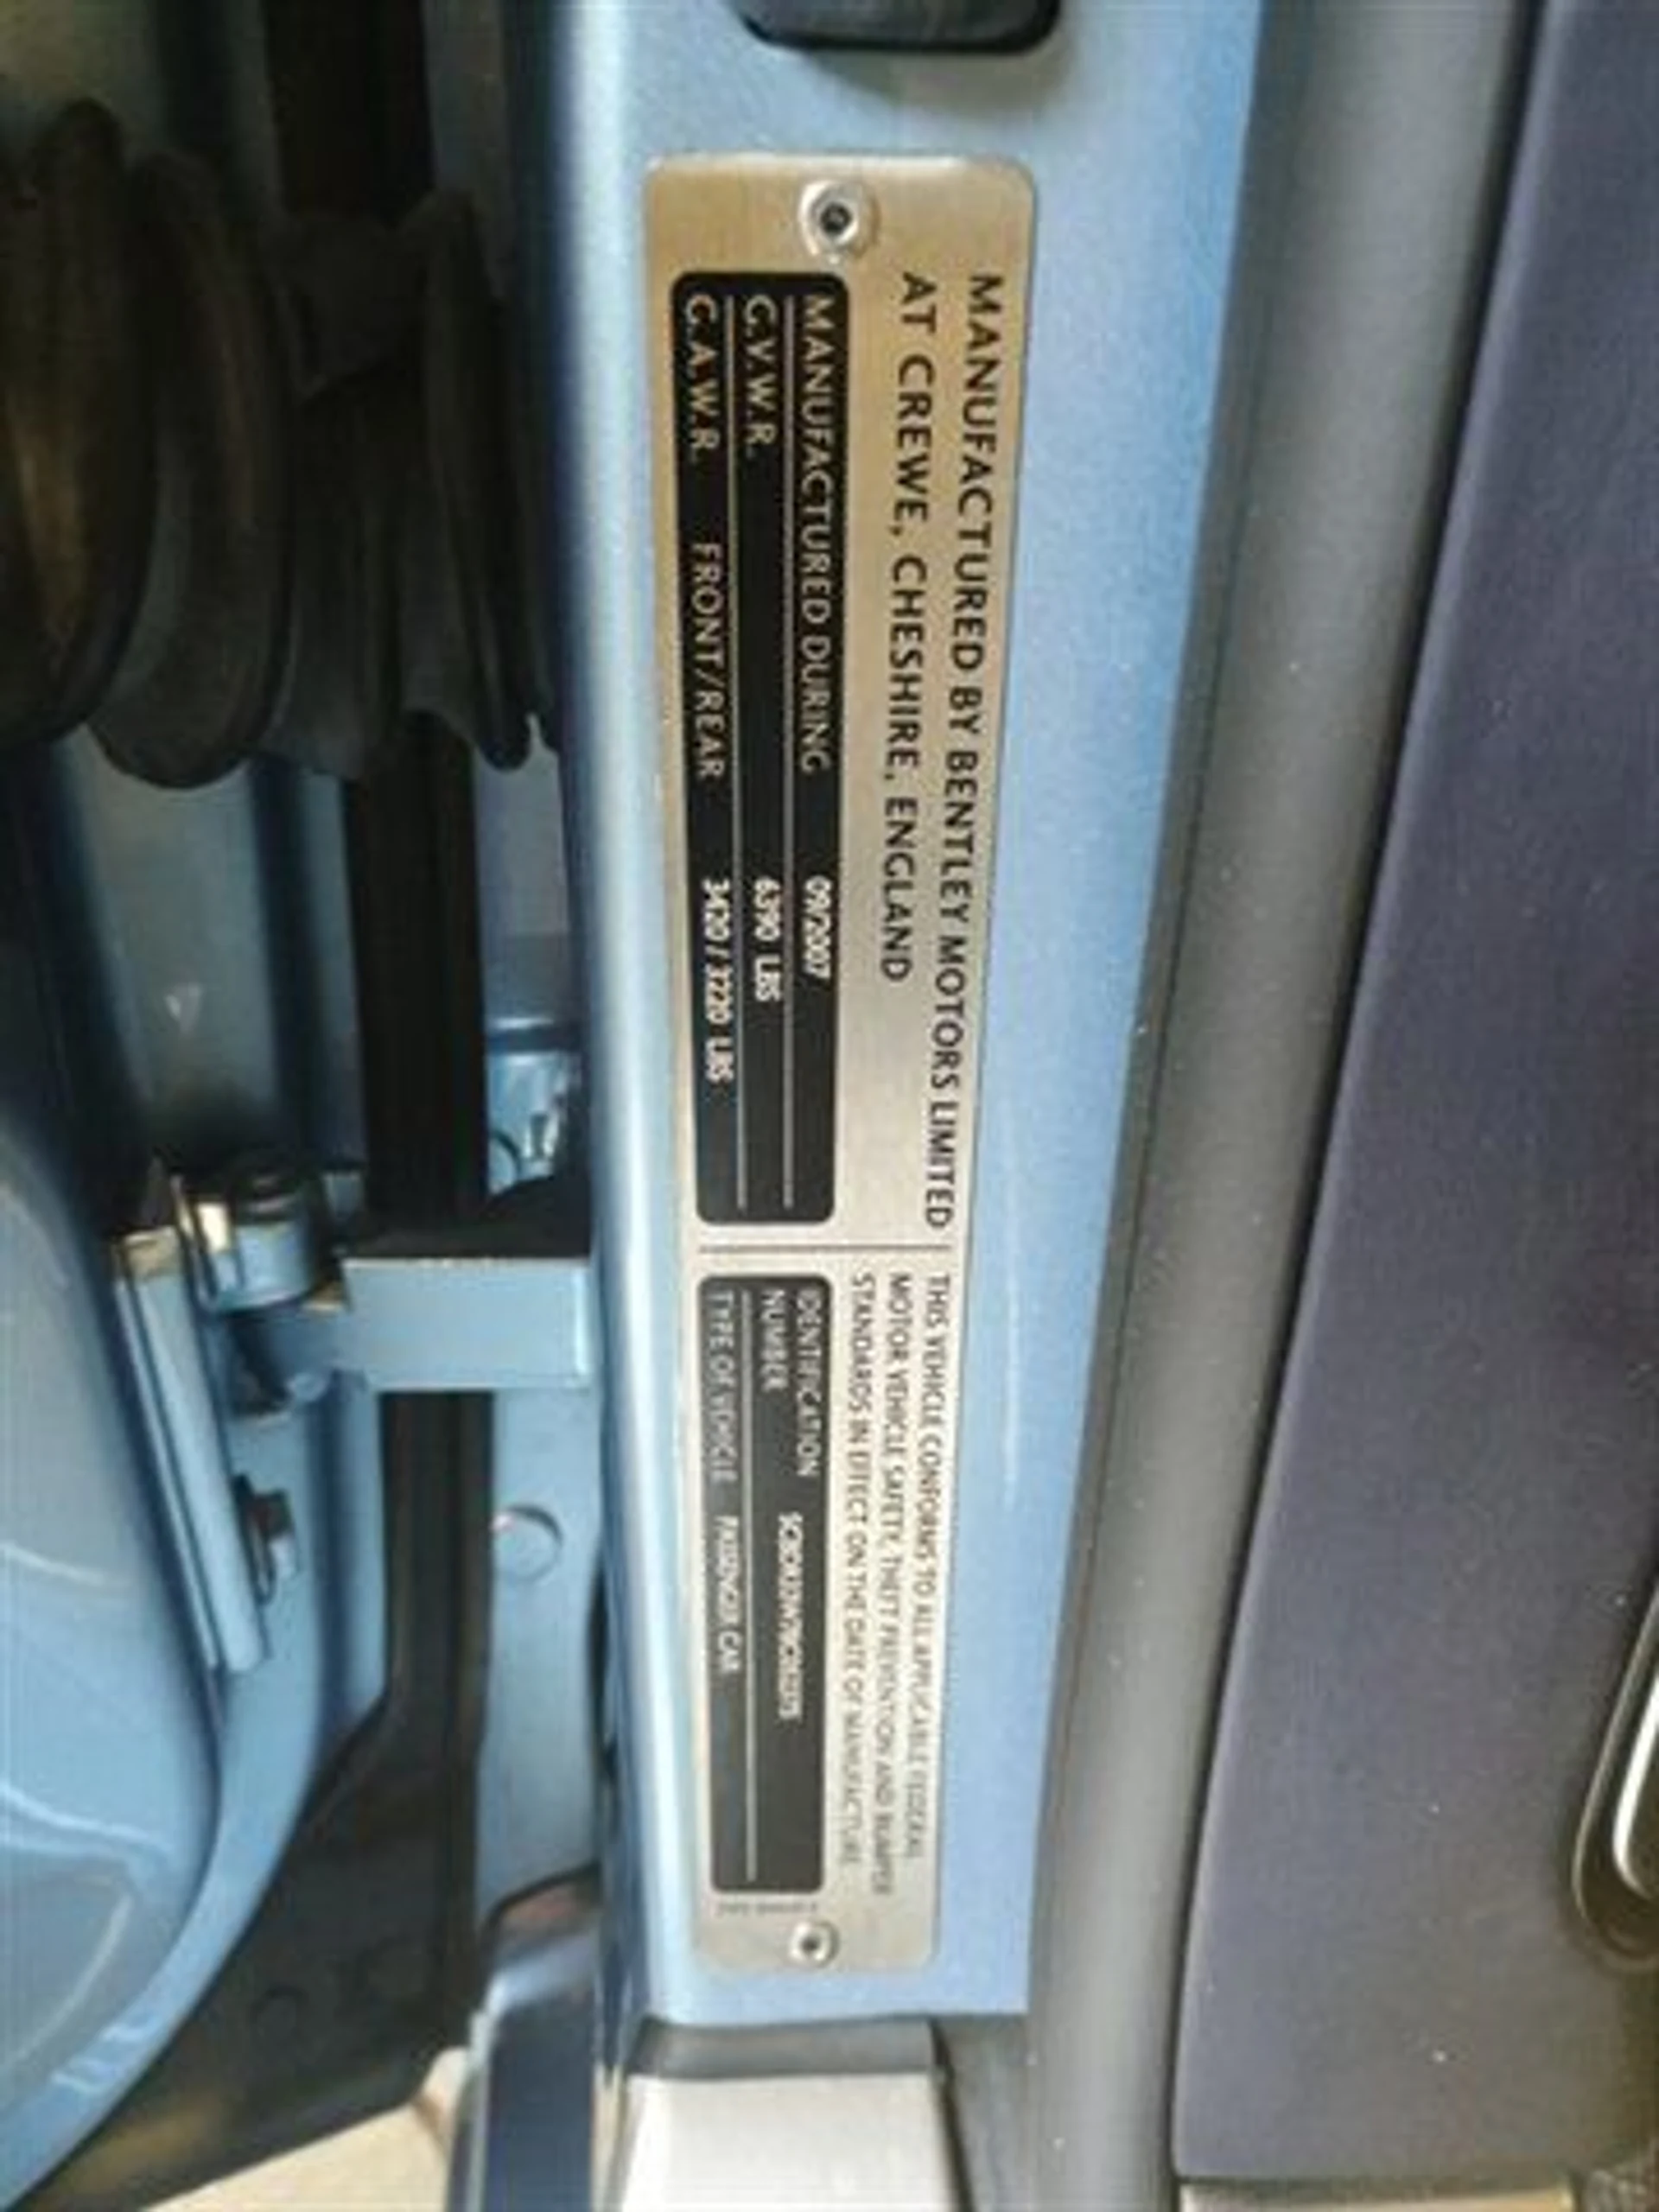 MANUFACTURED BY BENTLEY MOTORS LIMITED
AT CREWE, CHESHIRE, ENGLAND
MANUFACTURED DURING 09/2007
G.V.W.R. 6390 LBS
G.A.W.R. FRONT/REAR 3420 / 3220 LBS
THIS VEHICLE CONFORMS TO ALL APPLICABLE FEDERAL
MOTOR VEHICLE SAFETY, THEFT PREVENTION AND BUMPER
STANDARDS IN EFFECT ON THE DATE OF MANUFACTURE
IDENTIFICATION
NUMBER
TYPE OF VEHICLE PASSENGER CAR